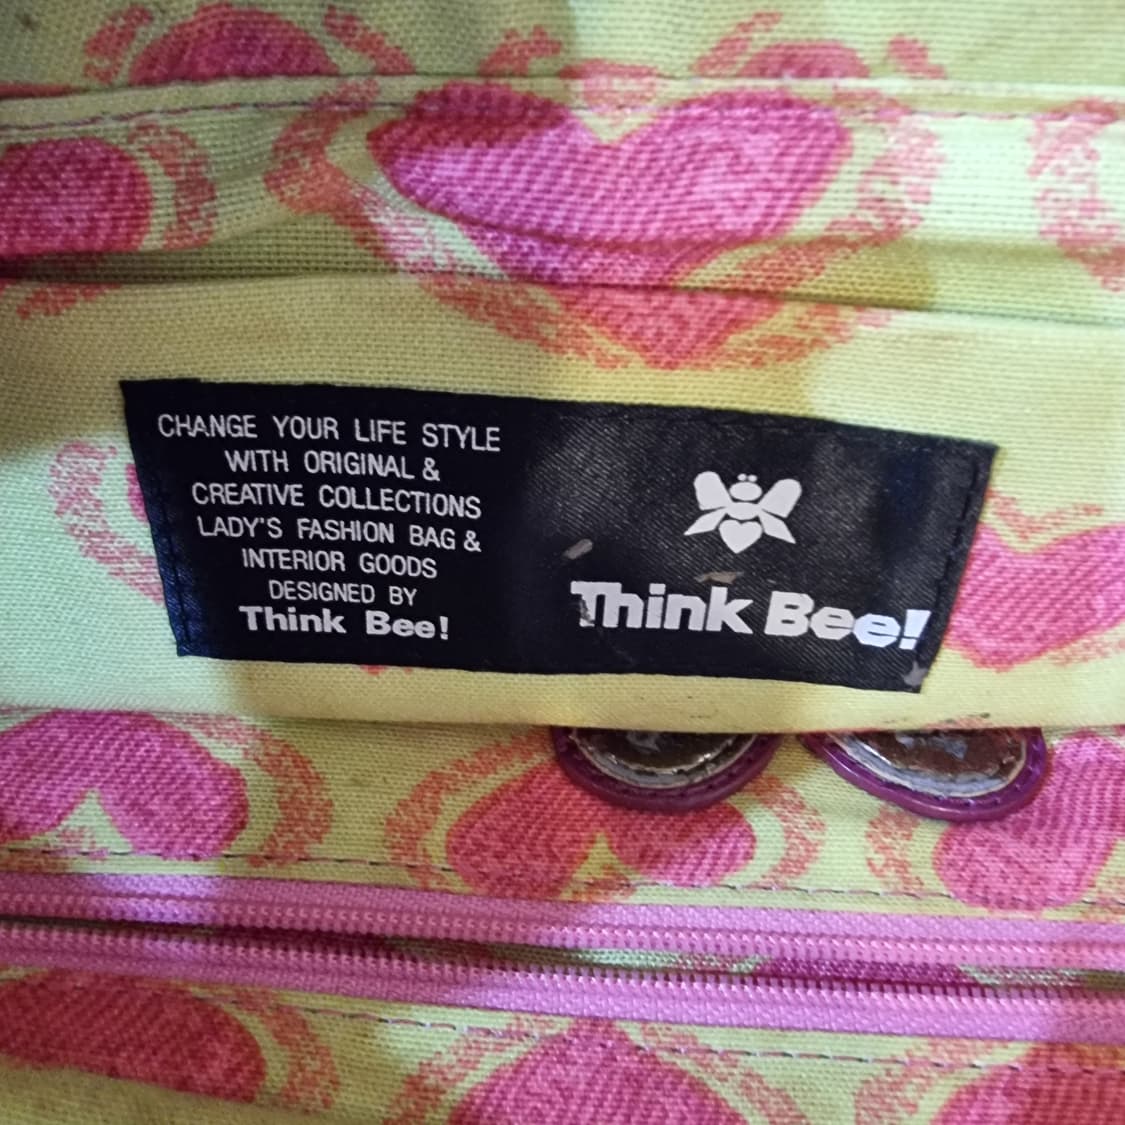 CHANGE YOUR LIFE STYLE
WITH ORIGINAL &
CREATIVE COLLECTIONS
LADY'S FASHION BAG &
INTERIOR GOODS
DESIGNED BY
Think Bee!
Think Bee!